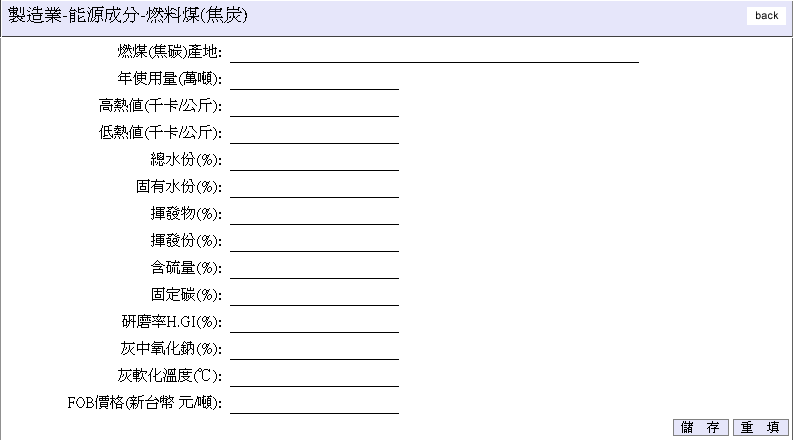 製造業-能源成分-燃料煤(焦炭)
back
燃煤(焦碳)產地:
年使用量(萬噸):
高熱值(千卡/公斤):
低熱值(千卡/公斤):
總水份(%):
固有水份(%):
揮發物(%):
揮發份(%):
含硫量(%):
固定碳(%):
研磨率H.GI(%):
灰中氧化鈉(%):
灰軟化溫度(℃):
FOB價格(新台幣 元/噸):
儲 存 重 填